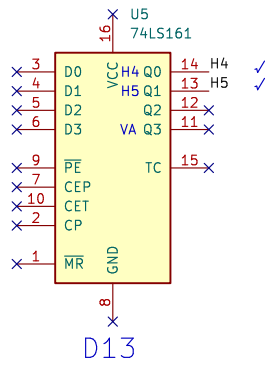 U5
74LS161
16
VCC
3 D0 H4 Q0 14 H4 ✓
4 D1 H5 Q1 13 H5 ✓
5 D2 Q2 12
6 D3 VA Q3 11
9 PE TC 15
7 CEP
10 CET
2 CP
1 MR
GND
8
D13